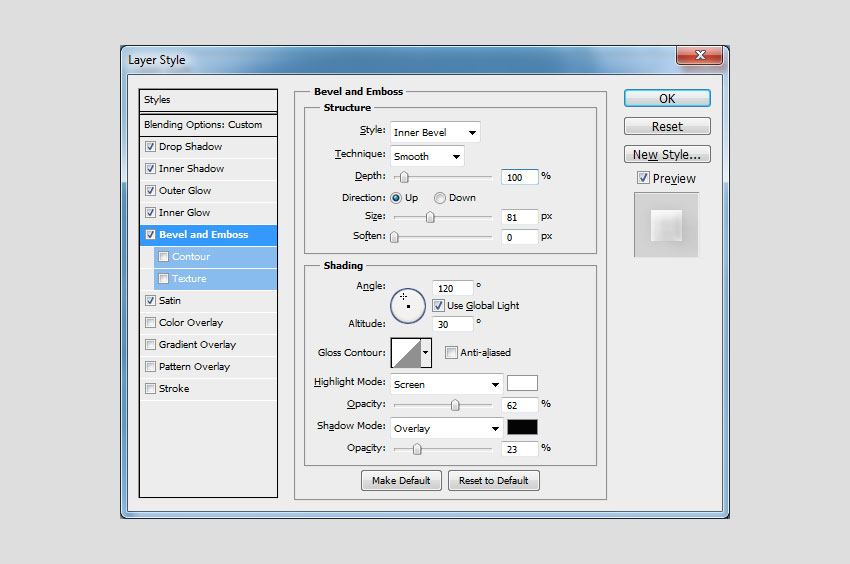 Layer Style
Styles
Blending Options: Custom
Drop Shadow
Inner Shadow
Outer Glow
Inner Glow
Bevel and Emboss
Contour
Texture
Satin
Color Overlay
Gradient Overlay
Pattern Overlay
Stroke
Bevel and Emboss
Structure
Style: Inner Bevel
Technique: Smooth
Depth: 100 %
Direction: Up Down
Size: 81 px
Soften: 0 px
Shading
Angle: 120 °
Use Global Light
Altitude: 30 °
Gloss Contour: Anti-aliased
Highlight Mode: Screen
Opacity: 62 %
Shadow Mode: Overlay
Opacity: 23 %
Make Default Reset to Default
OK
Reset
New Style...
Preview